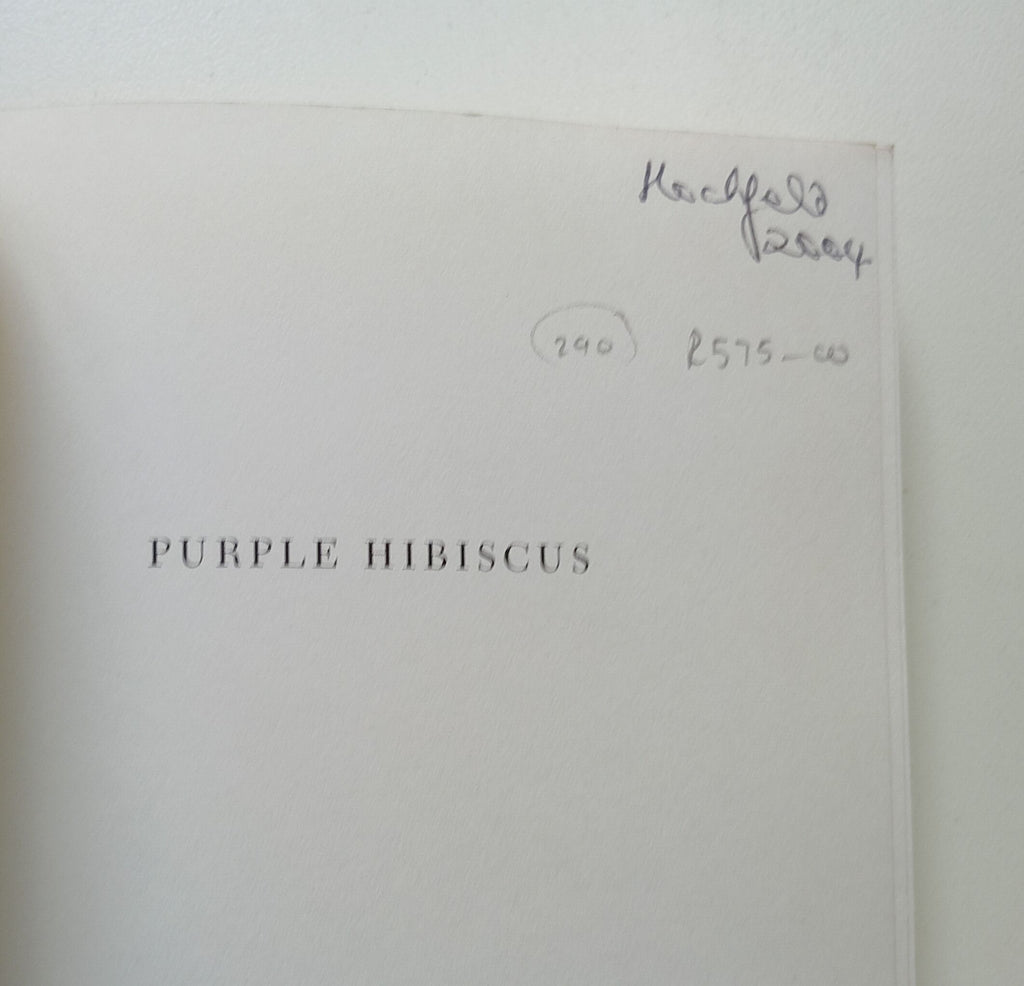 Hochfeld
2004
290 R575-00
PURPLE HIBISCUS